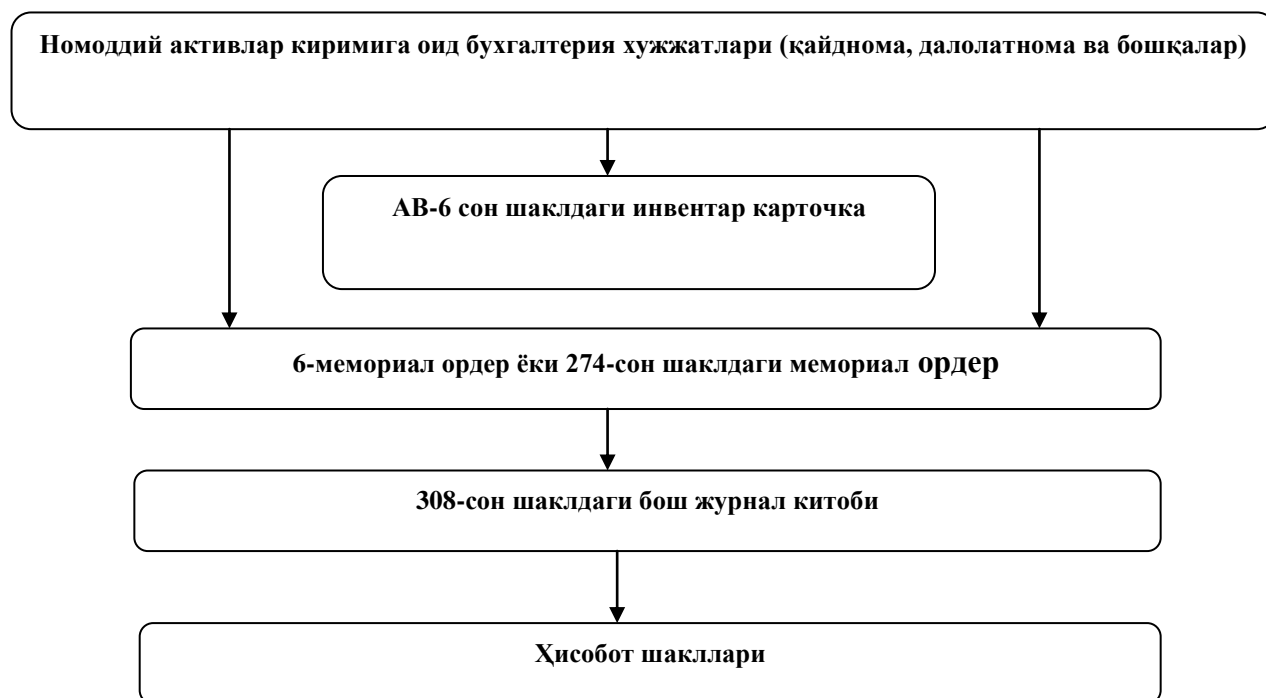 Номоддий активлар киримига оид бухгалтерия хужжатлари (қайднома, далолатнома ва бошқалар)
АВ-6 сон шаклдаги инвентар карточка
6-мемориал ордер ёки 274-сон шаклдаги мемориал ордер
308-сон шаклдаги бош журнал китоби
Ҳисобот шакллари